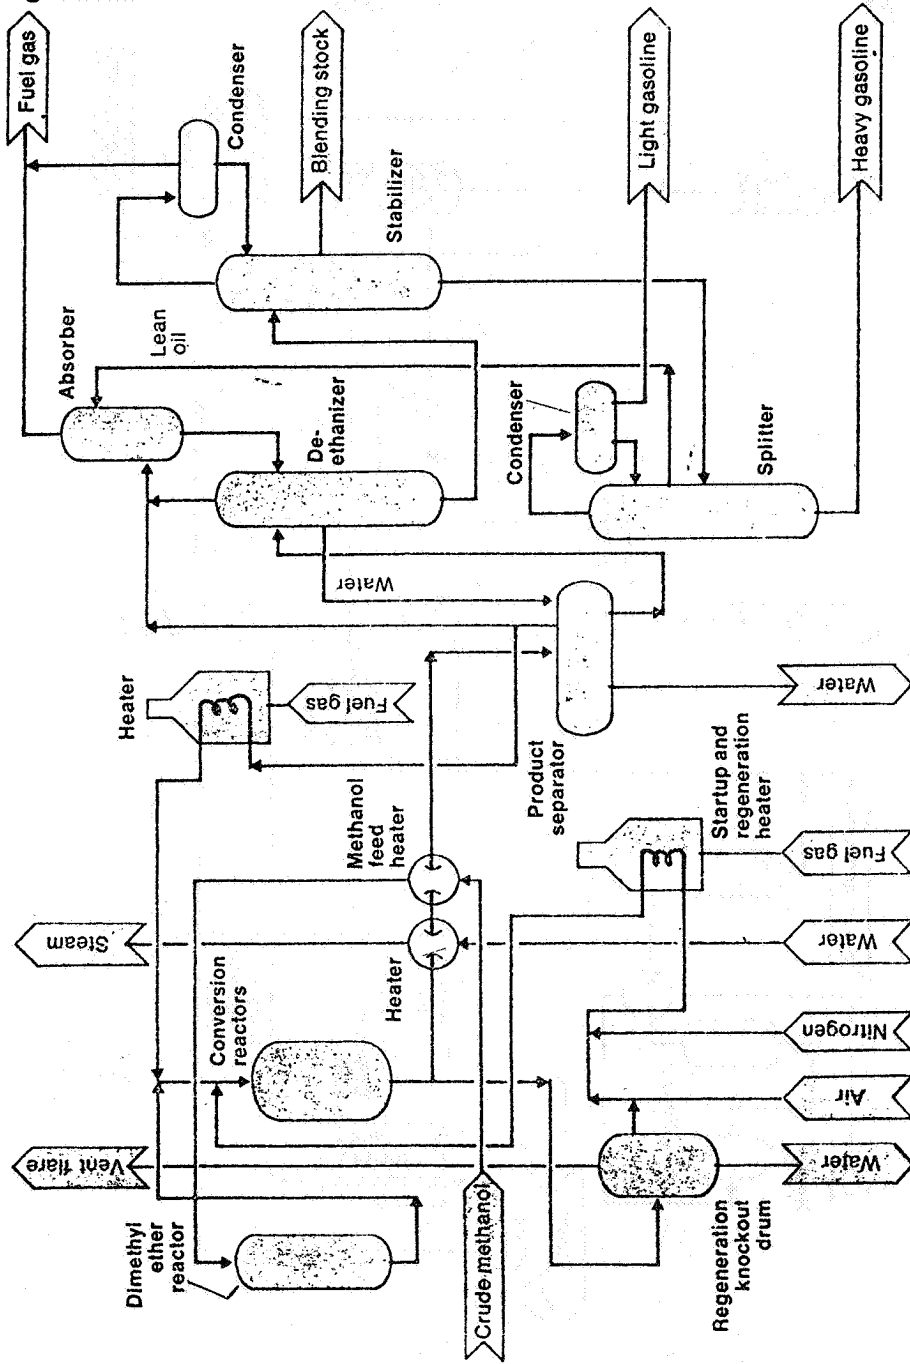 Fuel gas
Condenser
Blending stock
Light gasoline
Heavy gasoline
Stabilizer
Absorber
Lean
oil
De-
ethanizer
Condenser
Splitter
Water
Heater
Fuel gas
Product
separator
Water
Methanol
feed
heater
Startup and
regeneration
heater
Fuel gas
Steam
Heater
Water
Conversion
reactors
Nitrogen
Air
Vent flare
Water
Dimethyl
ether
reactor
Crude methanol
Regeneration
knockout
drum